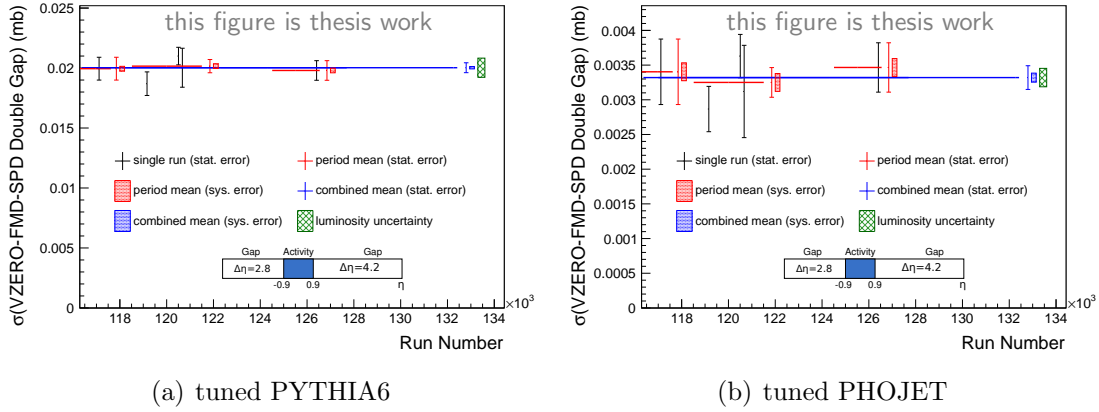 this figure is thesis work
σ(VZERO-FMD-SPD Double Gap) (mb)
0.025
0.02
0.015
0.01
0.005
0
single run (stat. error)
period mean (stat. error)
period mean (sys. error)
combined mean (stat. error)
combined mean (sys. error)
luminosity uncertainty
Gap Activity Gap
Δη=2.8 Δη=4.2
-0.9 0.9 η
118 120 122 124 126 128 130 132 134
×10³
Run Number
(a) tuned PYTHIA6
this figure is thesis work
σ(VZERO-FMD-SPD Double Gap) (mb)
0.004
0.0035
0.003
0.0025
0.002
0.0015
0.001
0.0005
0
single run (stat. error)
period mean (stat. error)
period mean (sys. error)
combined mean (stat. error)
combined mean (sys. error)
luminosity uncertainty
Gap Activity Gap
Δη=2.8 Δη=4.2
-0.9 0.9 η
118 120 122 124 126 128 130 132 134
×10³
Run Number
(b) tuned PHOJET